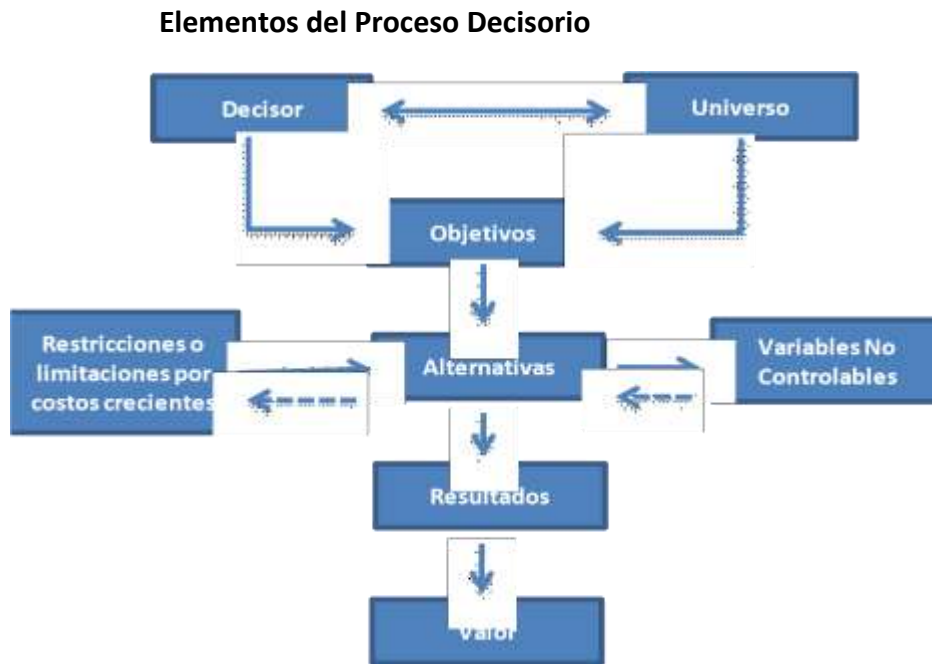 Elementos del Proceso Decisorio
Decisor
Universo
Objetivos
Restricciones o
limitaciones por
costos crecientes
Alternativas
Variables No
Controlables
Resultados
Valor